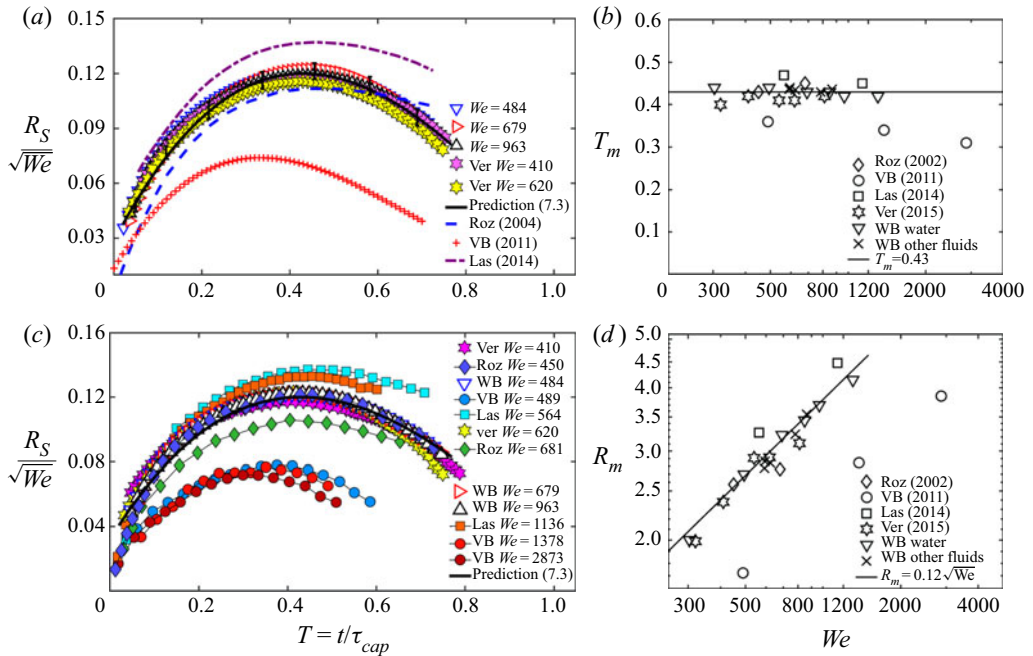 (a)
0.15
0.12
0.09
0.06
0.03
R_S
√We
We = 484
We = 679
We = 963
Ver We = 410
Ver We = 620
Prediction (7.3)
Roz (2004)
VB (2011)
Las (2014)
0 0.2 0.4 0.6 0.8 1.0
(b)
0.6
0.5
0.4
0.3
0.2
0.1
0
T_m
Roz (2002)
VB (2011)
Las (2014)
Ver (2015)
WB water
WB other fluids
T_m=0.43
300 500 800 1200 2000 4000
(c)
0.16
0.12
0.08
0.04
R_S
√We
Ver We = 410
Roz We = 450
WB We = 484
VB We = 489
Las We = 564
ver We = 620
Roz We = 681
WB We = 679
WB We = 963
Las We = 1136
VB We = 1378
VB We = 2873
Prediction (7.3)
0 0.2 0.4 0.6 0.8 1.0
T = t/τ_cap
(d)
5.0
4.5
4.0
3.5
3.0
2.5
2.0
R_m
Roz (2002)
VB (2011)
Las (2014)
Ver (2015)
WB water
WB other fluids
R_m = 0.12√We
300 500 800 1200 2000 4000
We